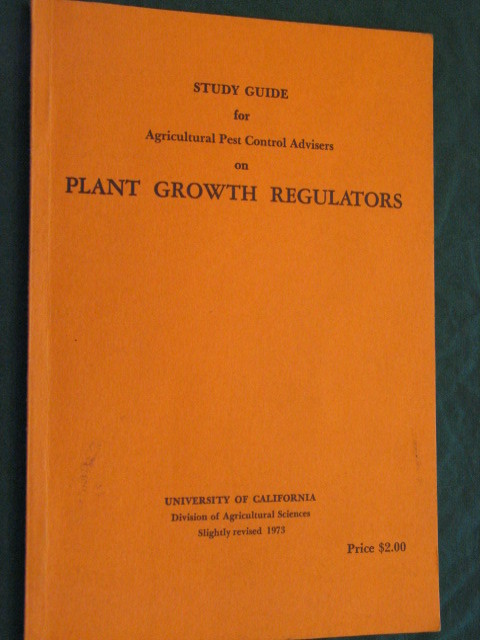 STUDY GUIDE
for
Agricultural Pest Control Advisers
on
PLANT GROWTH REGULATORS
UNIVERSITY OF CALIFORNIA
Division of Agricultural Sciences
Slightly revised 1975
Price $2.00